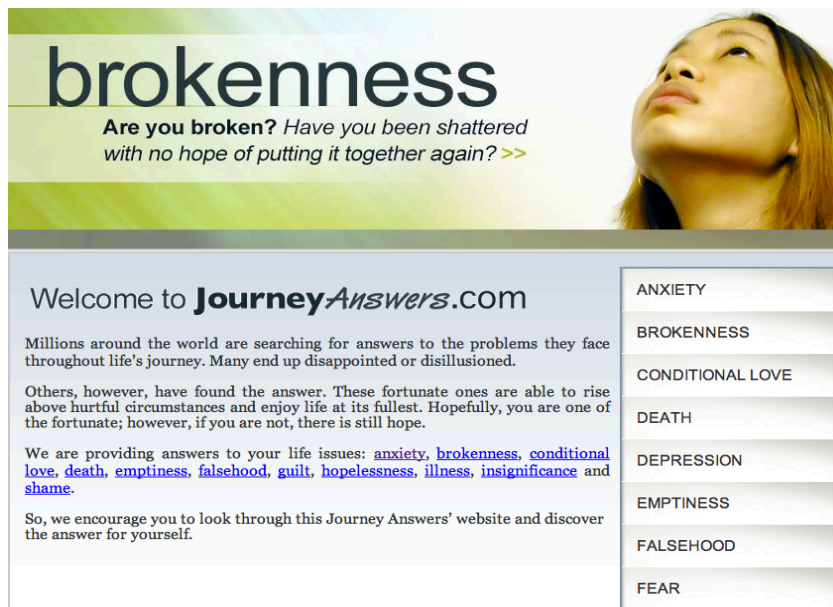 brokenness
Are you broken? Have you been shattered
with no hope of putting it together again? >>
Welcome to JourneyAnswers.com
Millions around the world are searching for answers to the problems they face
throughout life's journey. Many end up disappointed or disillusioned.
Others, however, have found the answer. These fortunate ones are able to rise
above hurtful circumstances and enjoy life at its fullest. Hopefully, you are one of
the fortunate; however, if you are not, there is still hope.
We are providing answers to your life issues: anxiety, brokenness, conditional
love, death, emptiness, falsehood, guilt, hopelessness, illness, insignificance and
shame.
So, we encourage you to look through this Journey Answers' website and discover
the answer for yourself.
ANXIETY
BROKENNESS
CONDITIONAL LOVE
DEATH
DEPRESSION
EMPTINESS
FALSEHOOD
FEAR